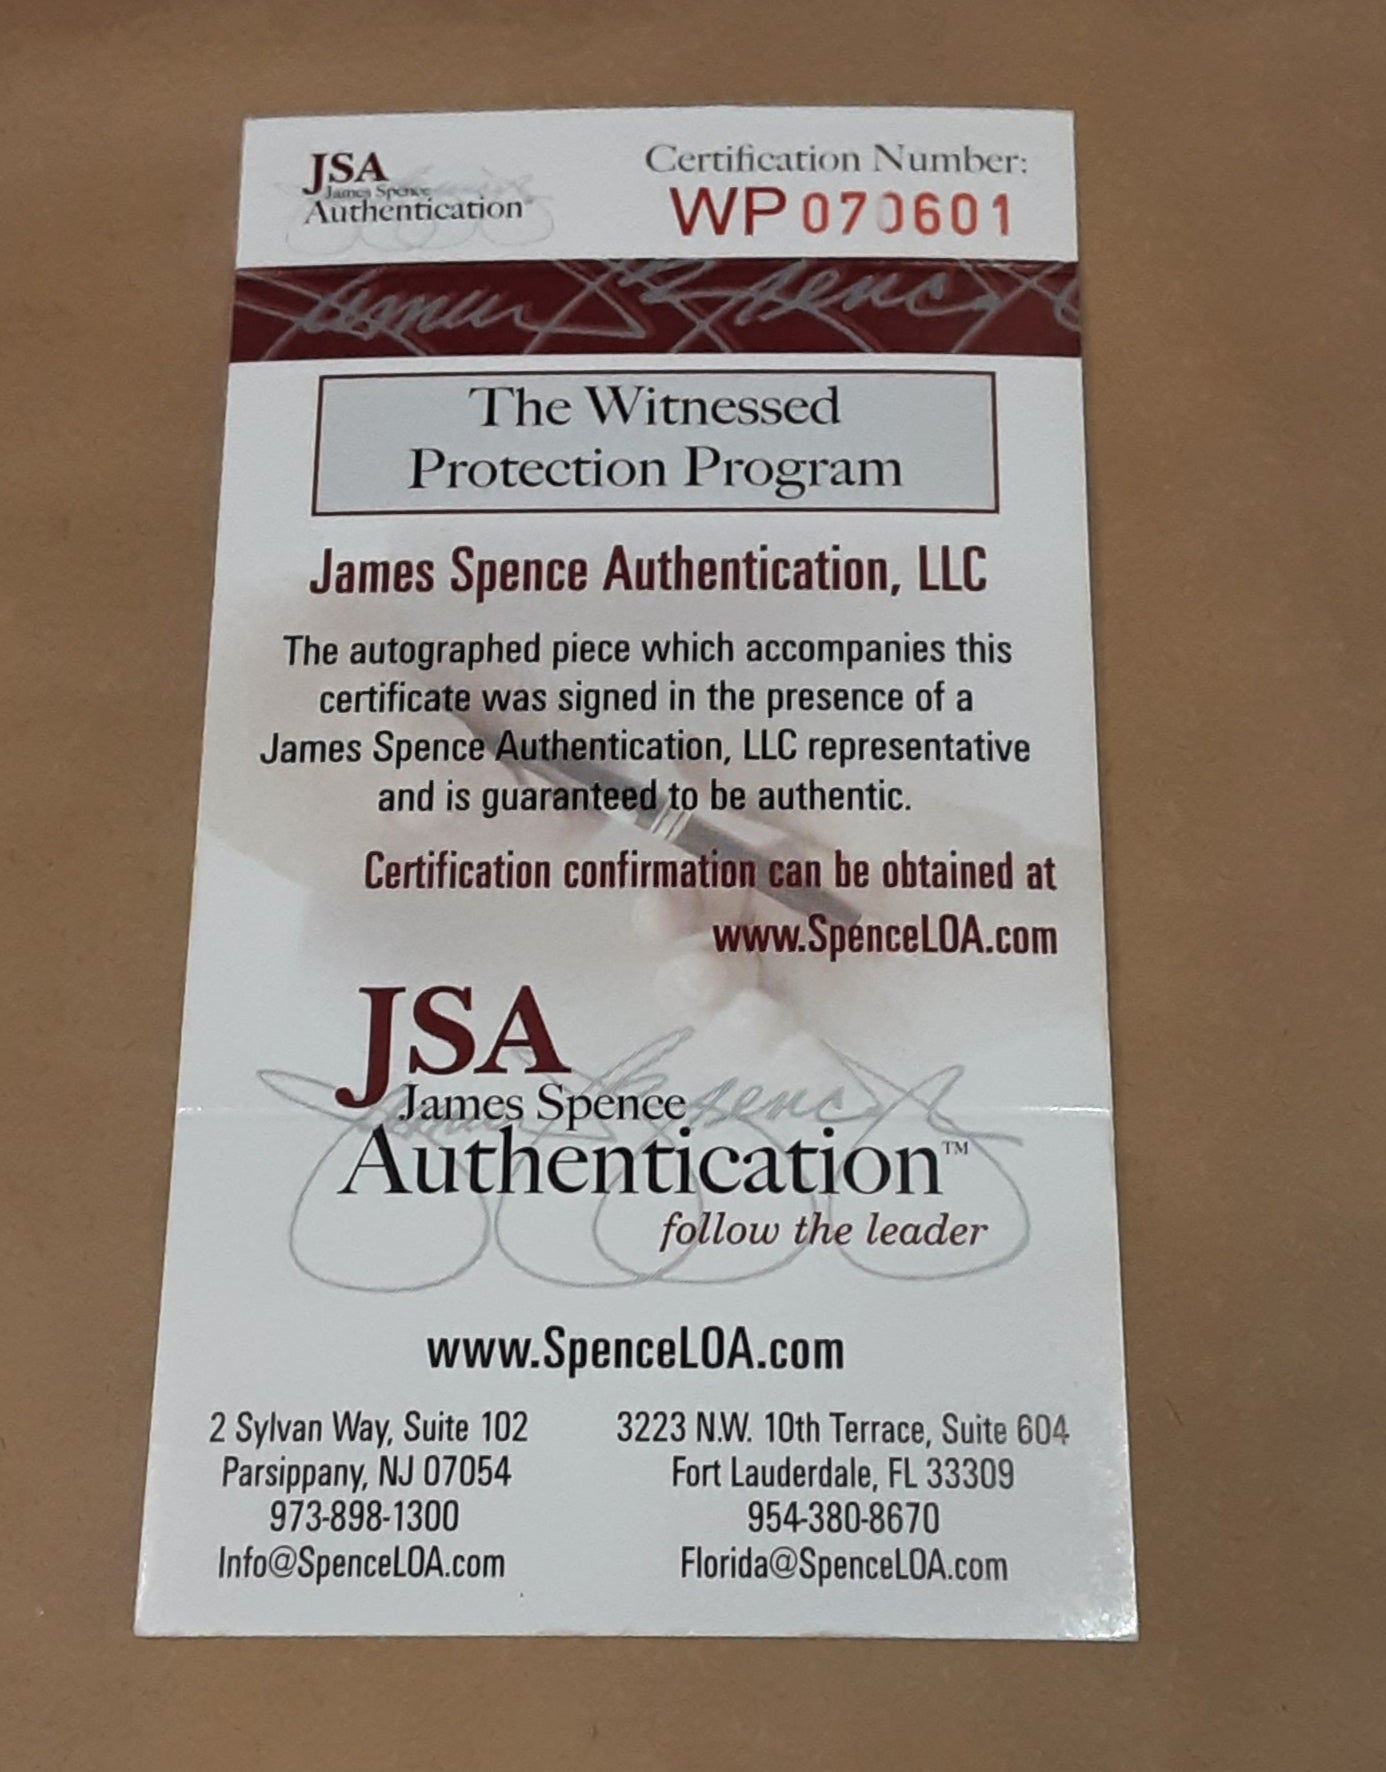 JSA
James Spence
Authentication
Certification Number:
WP070601
James Spence
The Witnessed
Protection Program
James Spence Authentication, LLC
The autographed piece which accompanies this
certificate was signed in the presence of a
James Spence Authentication, LLC representative
and is guaranteed to be authentic.
Certification confirmation can be obtained at
www.SpenceLOA.com
JSA
James Spence
Authentication™
follow the leader
www.SpenceLOA.com
2 Sylvan Way, Suite 102
Parsippany, NJ 07054
973-898-1300
Info@SpenceLOA.com
3223 N.W. 10th Terrace, Suite 604
Fort Lauderdale, FL 33309
954-380-8670
Florida@SpenceLOA.com